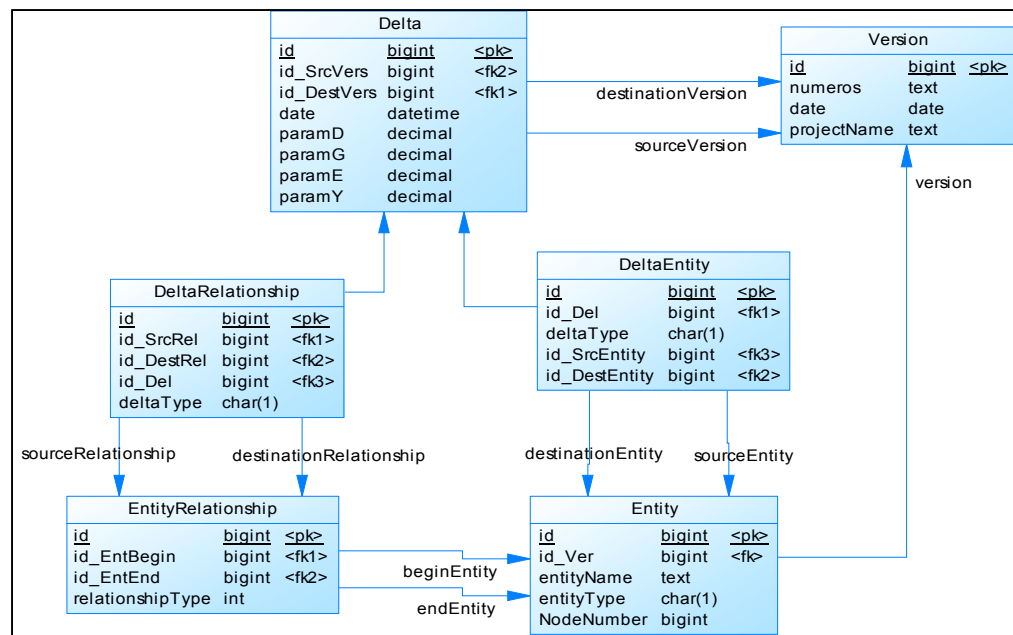 Delta
id bigint <pk>
id_SrcVers bigint <fk2>
id_DestVers bigint <fk1>
date datetime
paramD decimal
paramG decimal
paramE decimal
paramY decimal
Version
id bigint <pk>
numeros text
date date
projectName text
destinationVersion
sourceVersion
version
DeltaRelationship
id bigint <pk>
id_SrcRel bigint <fk1>
id_DestRel bigint <fk2>
id_Del bigint <fk3>
deltaType char(1)
DeltaEntity
id bigint <pk>
id_Del bigint <fk1>
deltaType char(1)
id_SrcEntity bigint <fk3>
id_DestEntity bigint <fk2>
sourceRelationship
destinationRelationship
destinationEntity
sourceEntity
EntityRelationship
id bigint <pk>
id_EntBegin bigint <fk1>
id_EntEnd bigint <fk2>
relationshipType int
beginEntity
endEntity
Entity
id bigint <pk>
id_Ver bigint <fk>
entityName text
entityType char(1)
NodeNumber bigint